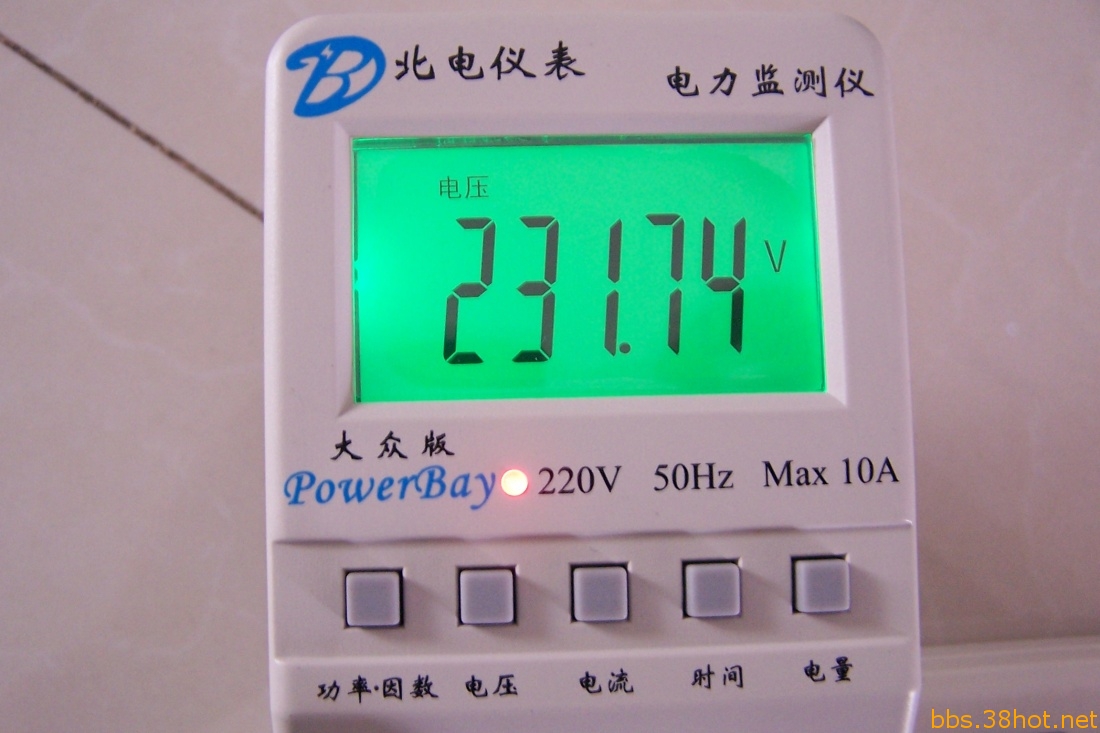 北电仪表
电力监测仪
电压
231.74 V
大众版
PowerBay 220V 50Hz Max 10A
功率·因数 电压 电流 时间 电量
bbs.38hot.net